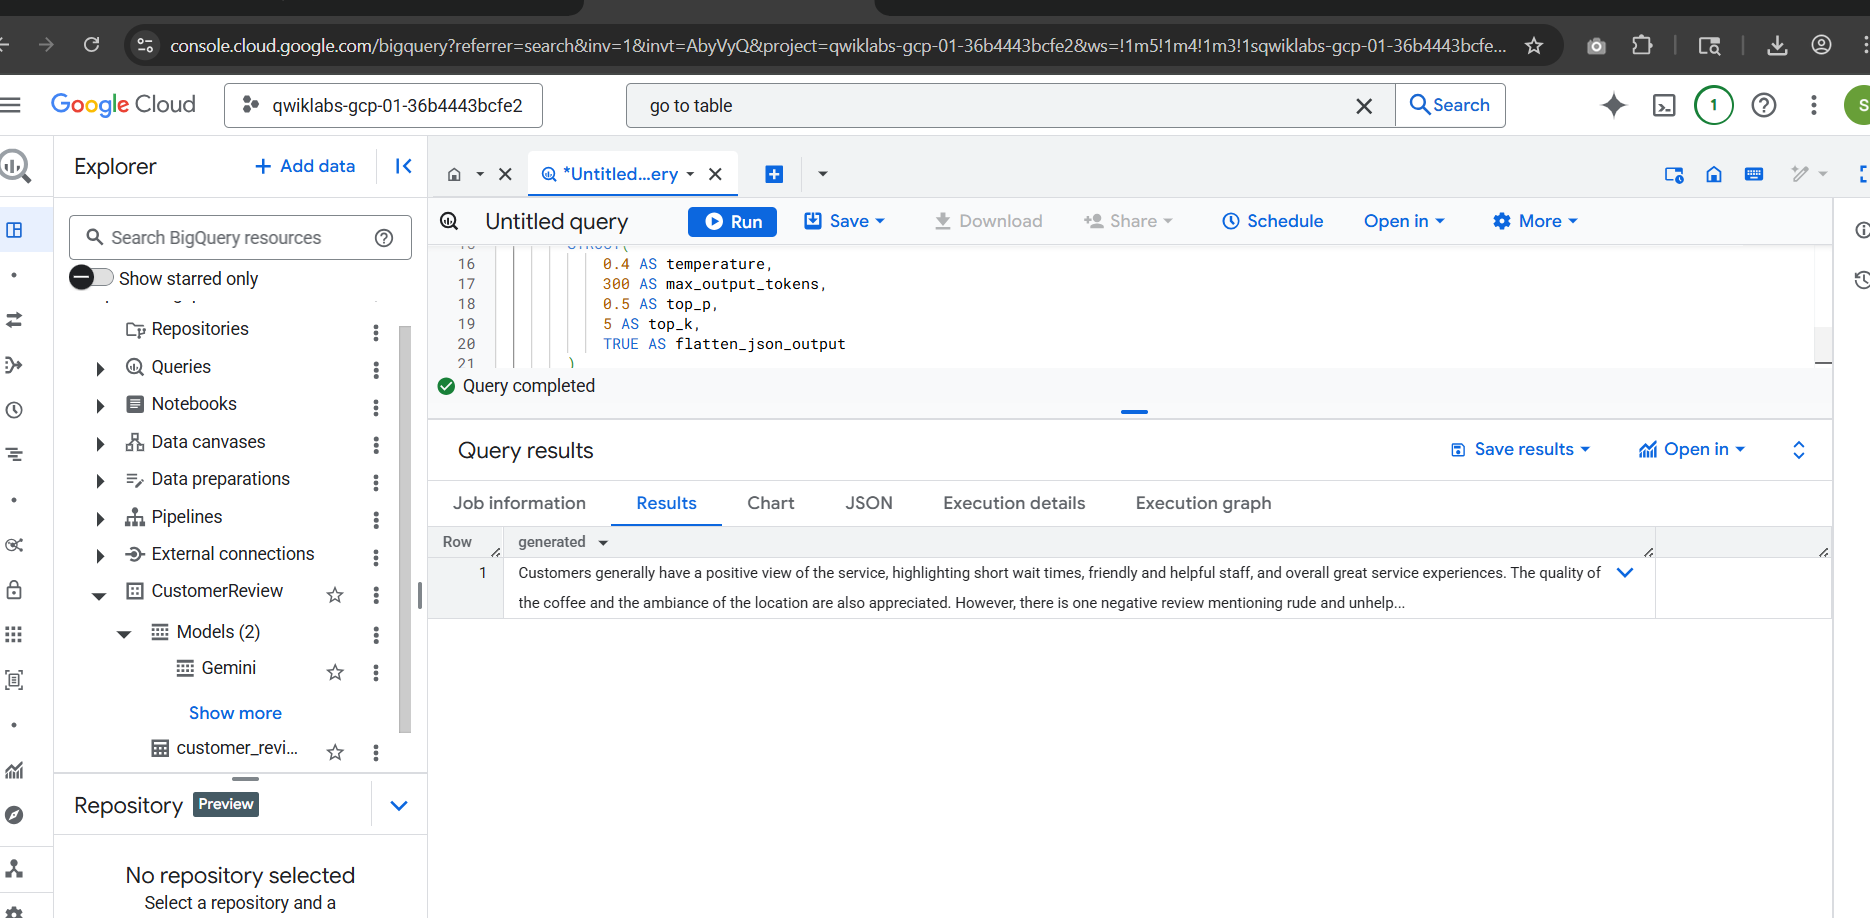 console.cloud.google.com/bigquery?referrer=search&inv=1&invt=AbyVyQ&project=qwiklabs-gcp-01-36b4443bcfe2&ws=!1m5!1m4!1m3!1sqwiklabs-gcp-01-36b4443bcfe...
Google Cloud
qwiklabs-gcp-01-36b4443bcfe2
go to table
Search
1
S
Explorer
+ Add data
Search BigQuery resources
Show starred only
Repositories
Queries
Notebooks
Data canvases
Data preparations
Pipelines
External connections
CustomerReview
Models (2)
Gemini
Show more
customer_revi...
Repository Preview
No repository selected
Select a repository and a
*Untitled...ery
Untitled query
Run
Save
Download
Share
Schedule
Open in
More
16 0.4 AS temperature,
17 300 AS max_output_tokens,
18 0.5 AS top_p,
19 5 AS top_k,
20 TRUE AS flatten_json_output
21 )
Query completed
Query results
Save results
Open in
Job information
Results
Chart
JSON
Execution details
Execution graph
Row generated
1 Customers generally have a positive view of the service, highlighting short wait times, friendly and helpful staff, and overall great service experiences. The quality of
the coffee and the ambiance of the location are also appreciated. However, there is one negative review mentioning rude and unhelp...